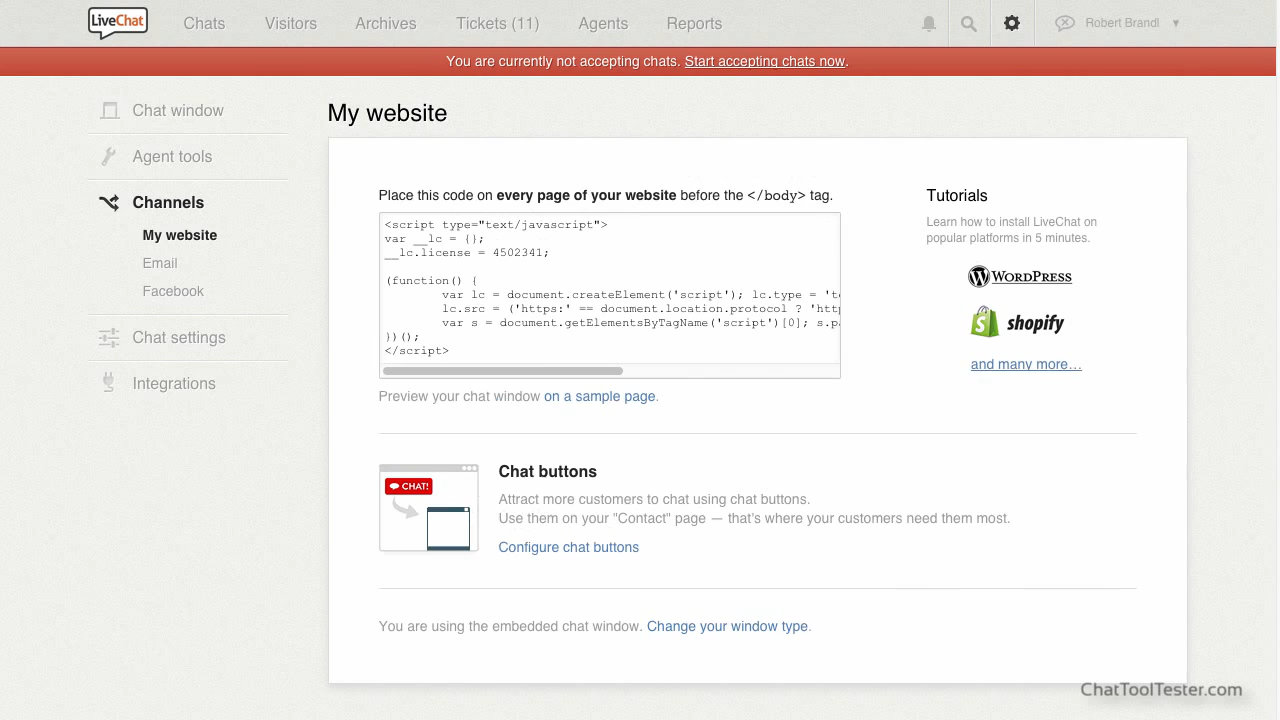 LiveChat Chats Visitors Archives Tickets (11) Agents Reports Robert Brandl
You are currently not accepting chats. Start accepting chats now.
Chat window
Agent tools
Channels
My website
Email
Facebook
Chat settings
Integrations
My website
Place this code on every page of your website before the </body> tag.
<script type="text/javascript">
var __lc = {};
__lc.license = 4502341;
(function() {
var lc = document.createElement('script'); lc.type = 'te
lc.src = ('https:' == document.location.protocol ? 'http
var s = document.getElementsByTagName('script')[0]; s.pa
})();
</script>
Preview your chat window on a sample page.
Tutorials
Learn how to install LiveChat on
popular platforms in 5 minutes.
WORDPRESS
shopify
and many more…
CHAT!
Chat buttons
Attract more customers to chat using chat buttons.
Use them on your "Contact" page — that's where your customers need them most.
Configure chat buttons
You are using the embedded chat window. Change your window type.
ChatToolTester.com